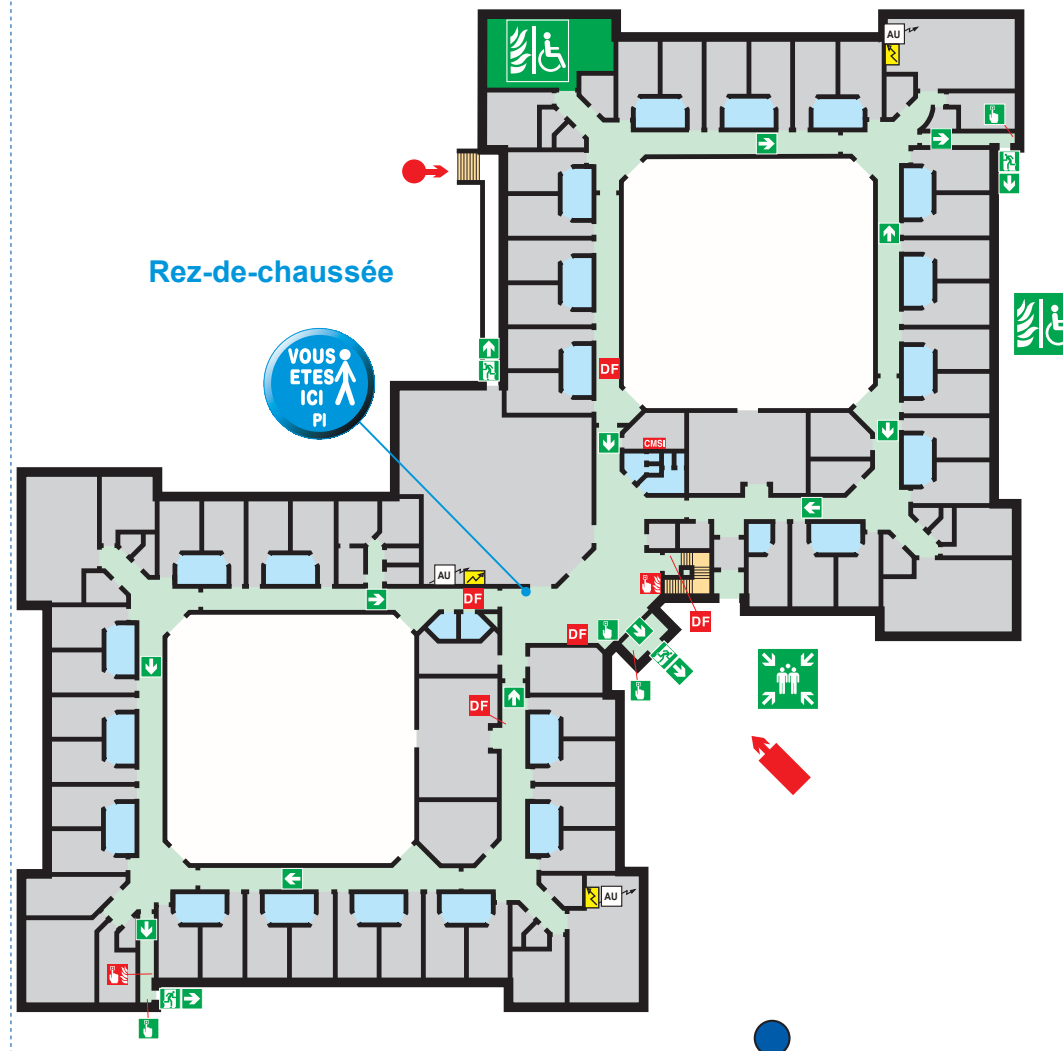 AU
Rez-de-chaussée
VOUS
ETES
ICI
PI
DF
CMSI
AU
DF
DF
DF
DF
AU